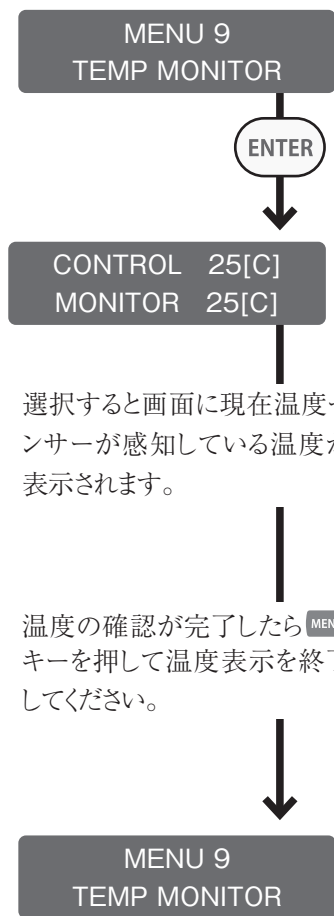 MENU 9
TEMP MONITOR
ENTER
CONTROL 25[C]
MONITOR 25[C]
選択すると画面に現在温度
ンサーが感知している温度
表示されます。
温度の確認が完了したら
キーを押して温度表示を終
してください。
MENU 9
TEMP MONITOR